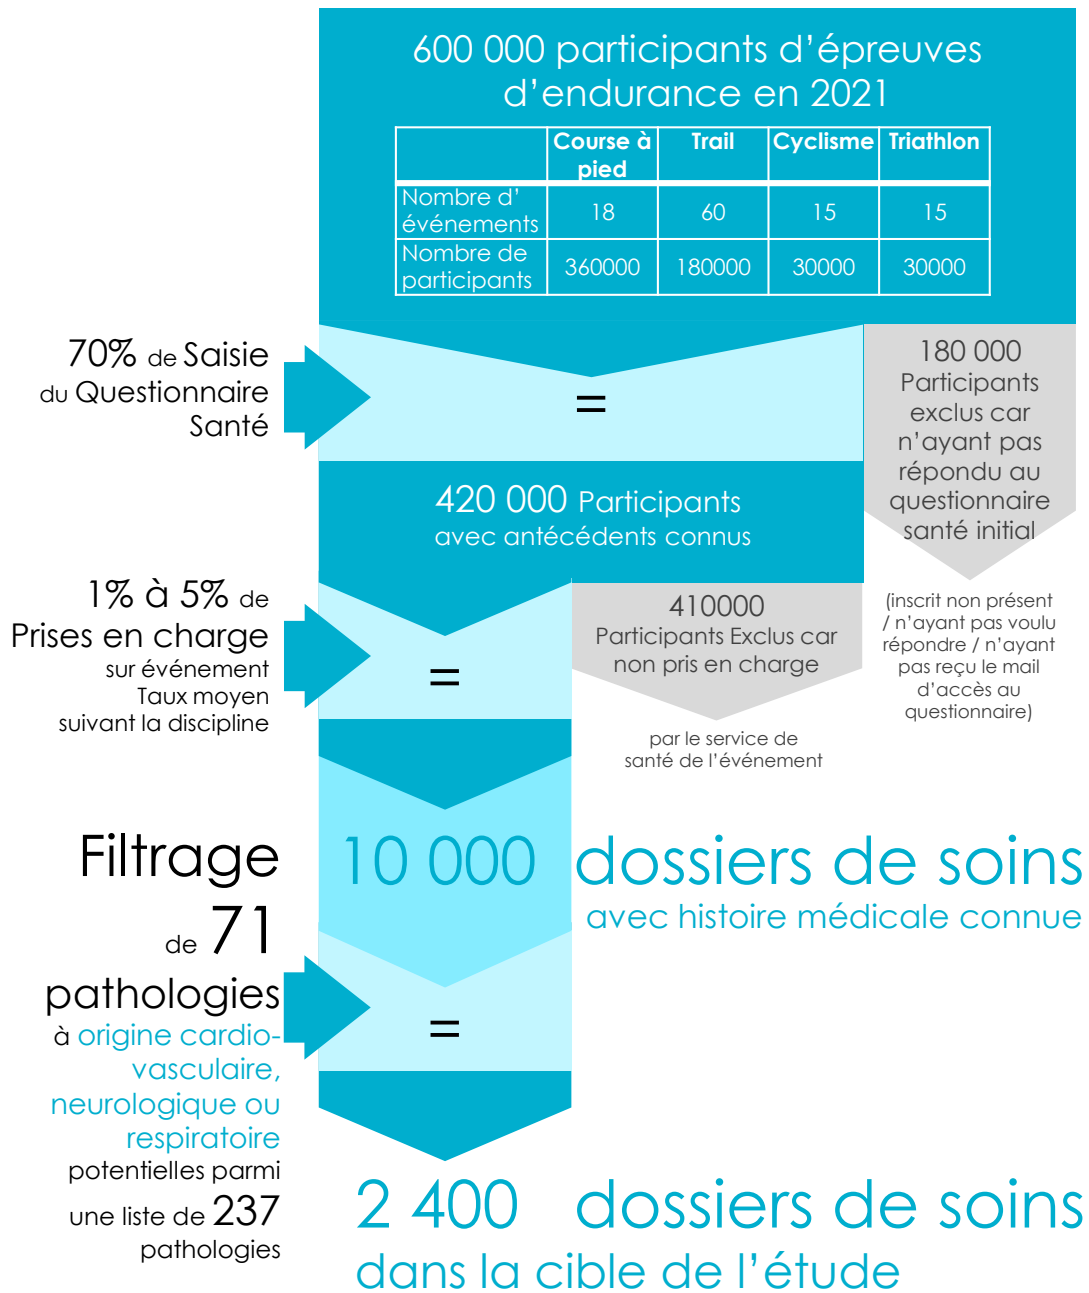 600 000 participants d’épreuves
d’endurance en 2021
Course à pied Trail Cyclisme Triathlon
Nombre d’ événements 18 60 15 15
Nombre de participants 360000 180000 30000 30000
70% de Saisie
du Questionnaire
Santé
=
180 000
Participants
exclus car
n’ayant pas
répondu au
questionnaire
santé initial
420 000 Participants
avec antécédents connus
(inscrit non présent
/ n’ayant pas voulu
répondre / n’ayant
pas reçu le mail
d’accès au
questionnaire)
1% à 5% de
Prises en charge
sur événement
Taux moyen
suivant la discipline
=
410000
Participants Exclus car
non pris en charge
par le service de
santé de l’événement
10 000 dossiers de soins
avec histoire médicale connue
Filtrage
de 71
pathologies
à origine cardio-
vasculaire,
neurologique ou
respiratoire
potentielles parmi
une liste de 237
pathologies
=
2 400 dossiers de soins
dans la cible de l’étude